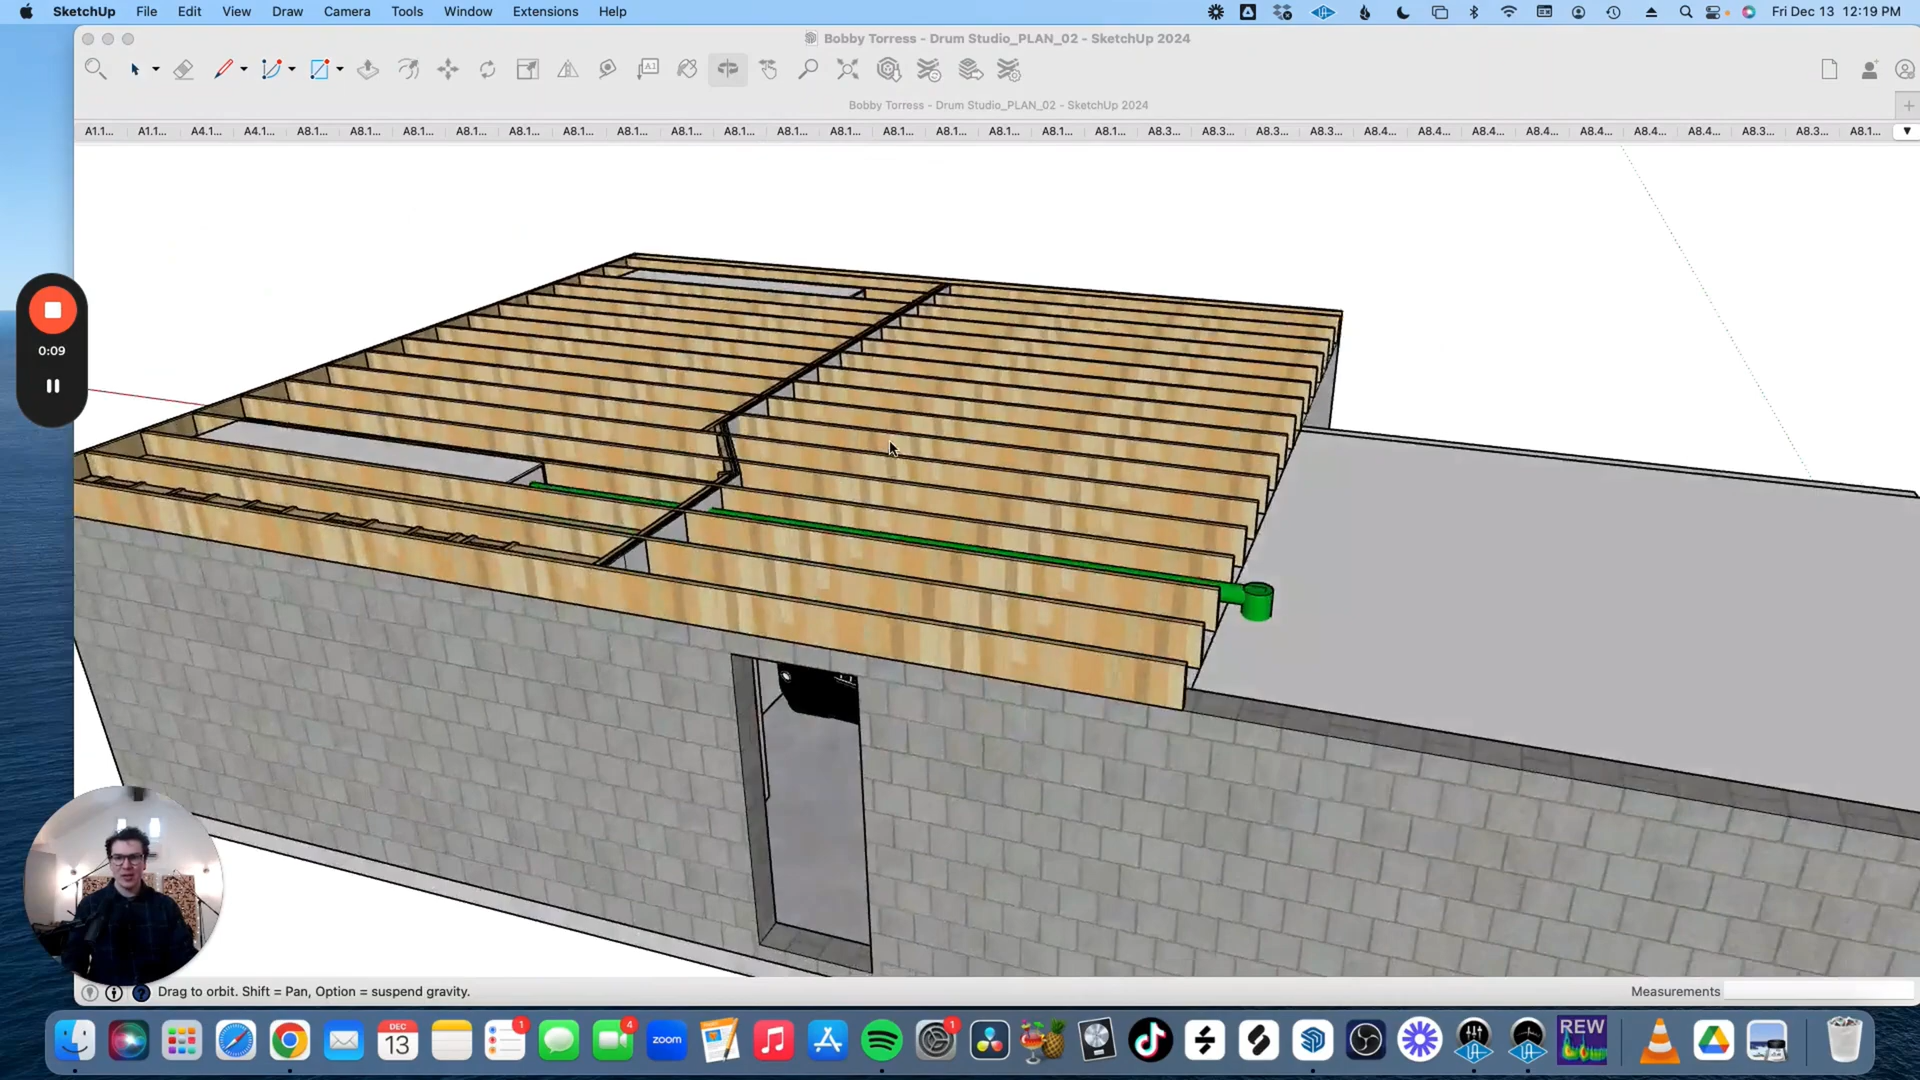 SketchUp File Edit View Draw Camera Tools Window Extensions Help Fri Dec 13 12:19 PM
Bobby Torress - Drum Studio_PLAN_02 - SketchUp 2024
A1
Bobby Torress - Drum Studio_PLAN_02 - SketchUp 2024
A1.1... A1.1... A4.1... A4.1... A8.1... A8.1... A8.1... A8.1... A8.1... A8.1... A8.1... A8.1... A8.1... A8.1... A8.1... A8.1... A8.1... A8.1... A8.1... A8.1... A8.3... A8.3... A8.3... A8.3... A8.4... A8.4... A8.4... A8.4... A8.4... A8.4... A8.4... A8.3... A8.3... A8.1...
0:09
Drag to orbit. Shift = Pan, Option = suspend gravity. Measurements
DEC
13
1
4
zoom
1
REW